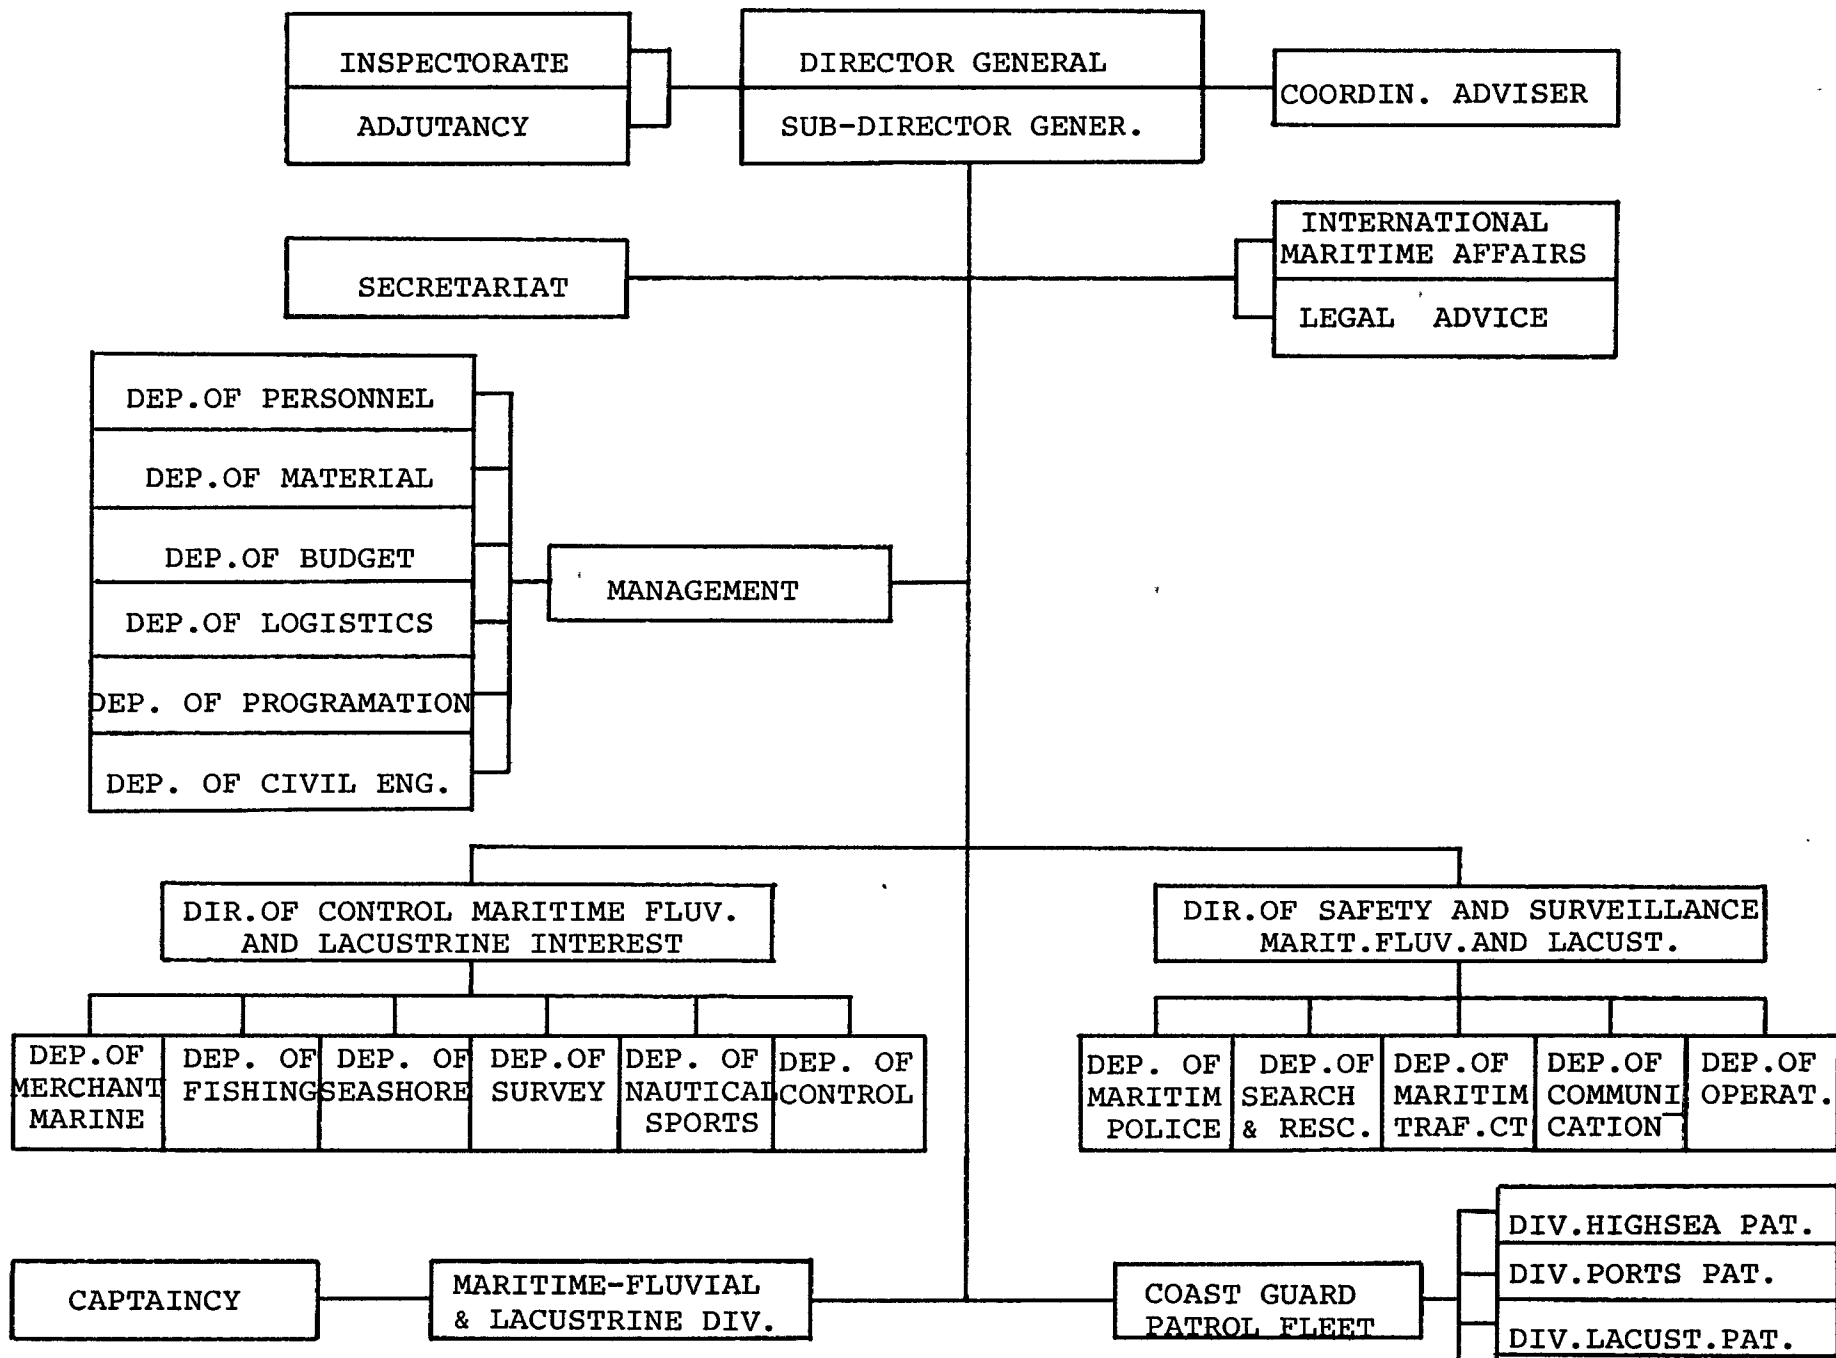 INSPECTORATE
ADJUTANCY
DIRECTOR GENERAL
SUB-DIRECTOR GENER.
COORDIN. ADVISER
SECRETARIAT
INTERNATIONAL
MARITIME AFFAIRS
LEGAL ADVICE
DEP.OF PERSONNEL
DEP.OF MATERIAL
DEP.OF BUDGET
DEP.OF LOGISTICS
DEP. OF PROGRAMATION
DEP. OF CIVIL ENG.
MANAGEMENT
DIR.OF CONTROL MARITIME FLUV.
AND LACUSTRINE INTEREST
DIR.OF SAFETY AND SURVEILLANCE
MARIT.FLUV.AND LACUST.
DEP.OF
MERCHANT
MARINE
DEP. OF
FISHING
DEP. OF
SEASHORE
DEP.OF
SURVEY
DEP. OF
NAUTICAL
SPORTS
DEP. OF
CONTROL
DEP. OF
MARITIM
POLICE
DEP.OF
SEARCH
& RESC.
DEP.OF
MARITIM
TRAF.CT
DEP.OF
COMMUNI_
CATION
DEP.OF
OPERAT.
CAPTAINCY
MARITIME-FLUVIAL
& LACUSTRINE DIV.
COAST GUARD
PATROL FLEET
DIV.HIGHSEA PAT.
DIV.PORTS PAT.
DIV.LACUST.PAT.